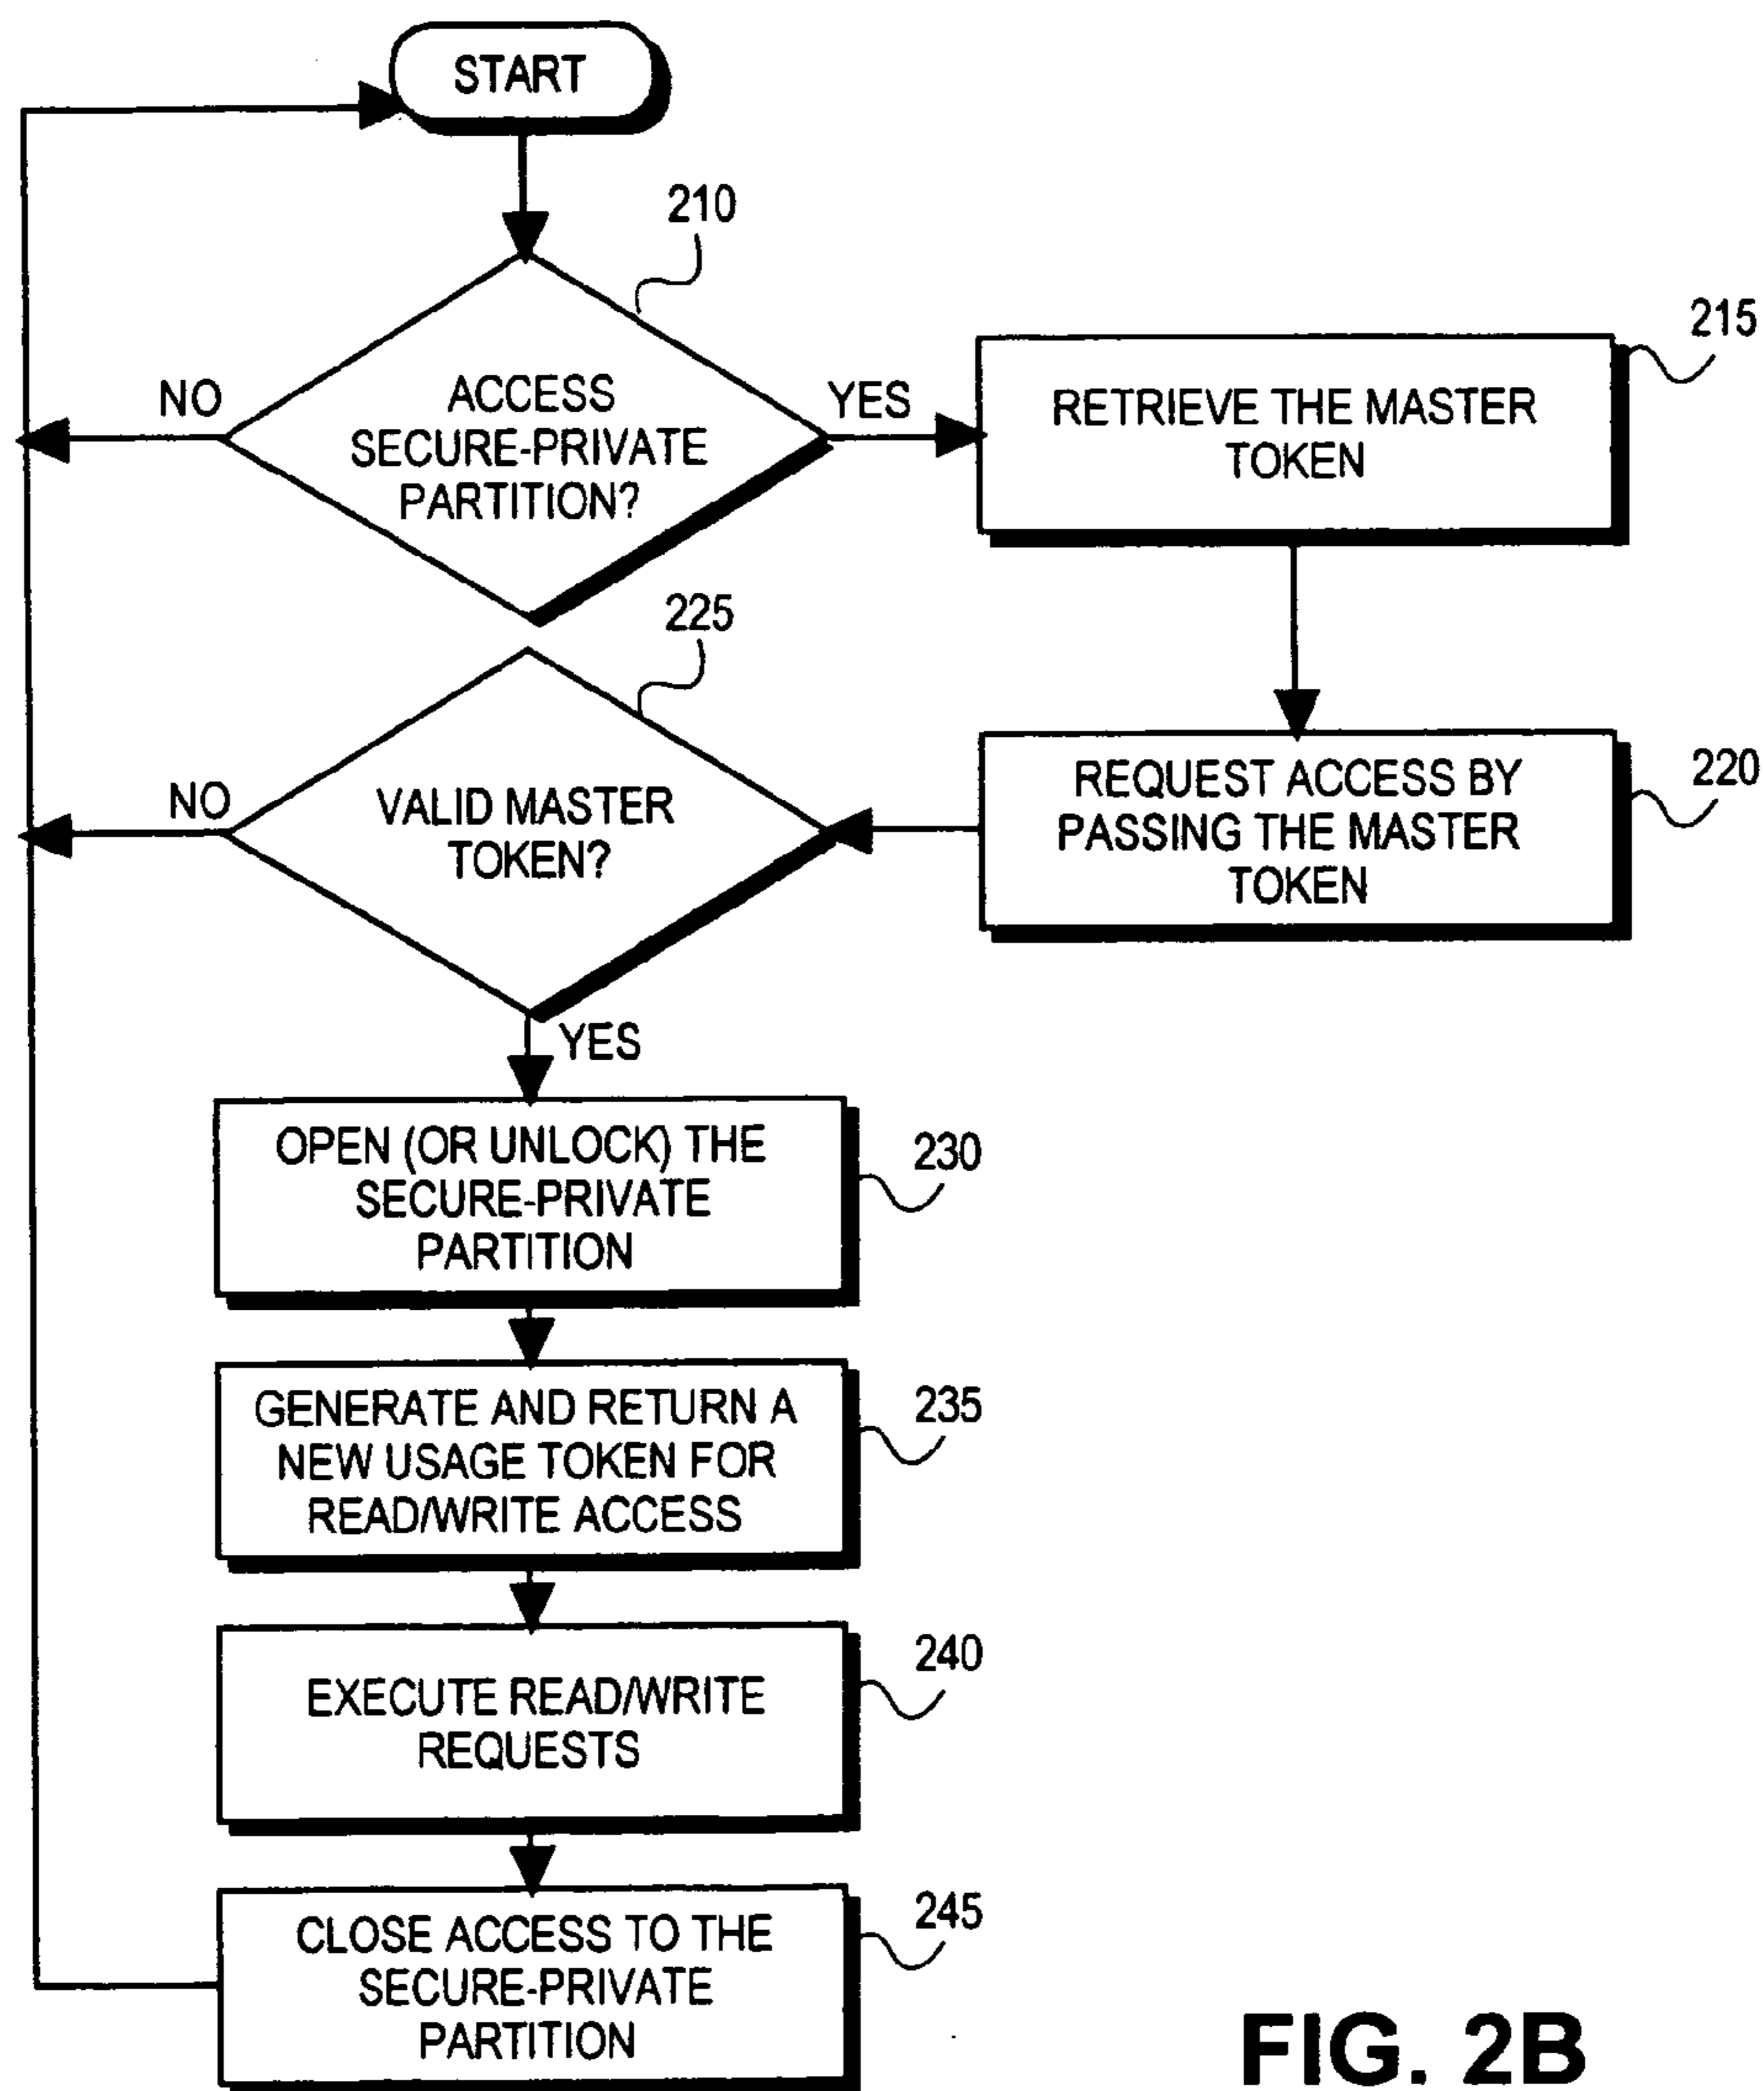 START
210
ACCESS
SECURE-PRIVATE
PARTITION?
NO
YES
215
RETRIEVE THE MASTER
TOKEN
220
REQUEST ACCESS BY
PASSING THE MASTER
TOKEN
225
VALID MASTER
TOKEN?
NO
YES
230
OPEN (OR UNLOCK) THE
SECURE-PRIVATE
PARTITION
235
GENERATE AND RETURN A
NEW USAGE TOKEN FOR
READ/WRITE ACCESS
240
EXECUTE READ/WRITE
REQUESTS
245
CLOSE ACCESS TO THE
SECURE-PRIVATE
PARTITION
FIG. 2B